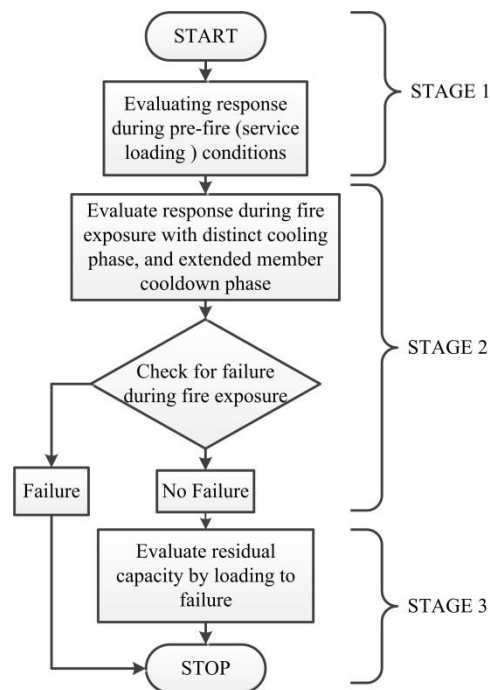 START
STAGE 1
Evaluating response
during pre-fire (service
loading ) conditions
Evaluate response during fire
exposure with distinct cooling
phase, and extended member
cooldown phase
STAGE 2
Check for failure
during fire exposure
Failure
No Failure
Evaluate residual
capacity by loading to
failure
STAGE 3
STOP